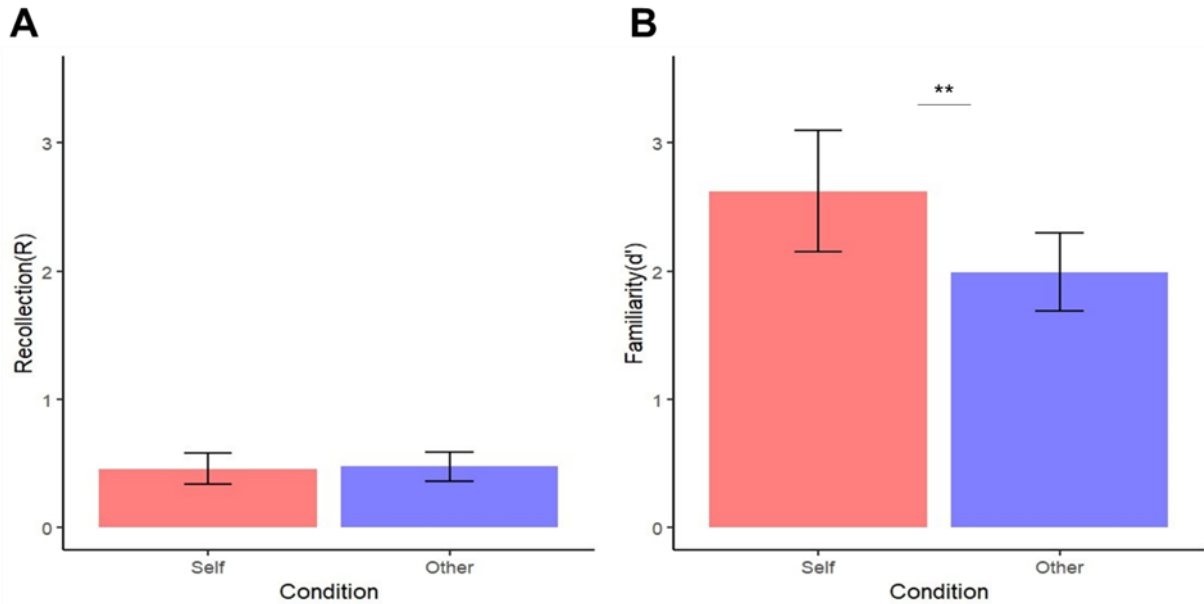 A
Recollection(R)
3
2
1
0
Self
Other
Condition
B
Familiarity(d')
**
3
2
1
0
Self
Other
Condition